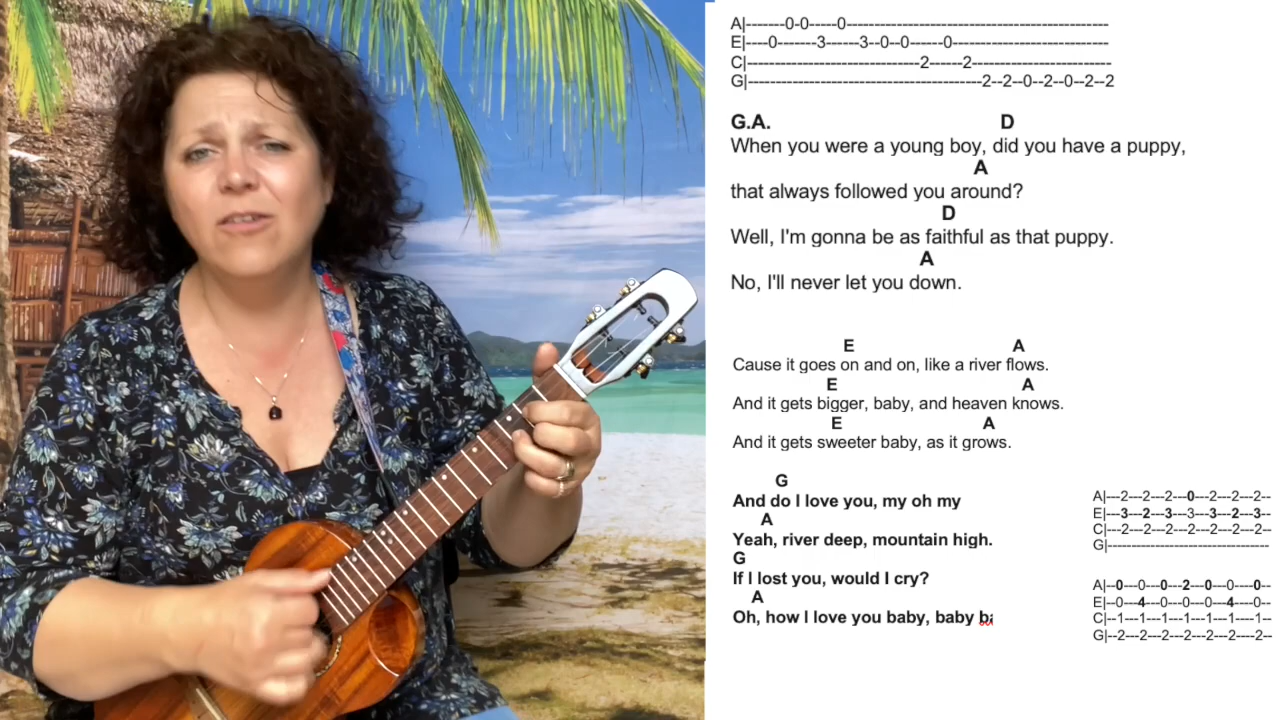 A|-------0-0-----0---------------------------------------------
E|----0-------3------3--0--0------0------------------------------
C|------------------------------2------2---------------------------
G|------------------------------------------2--2--0--2--0--2--2
G.A. D
When you were a young boy, did you have a puppy,
A
that always followed you around?
D
Well, I'm gonna be as faithful as that puppy.
A
No, I'll never let you down.
E A
Cause it goes on and on, like a river flows.
E A
And it gets bigger, baby, and heaven knows.
E A
And it gets sweeter baby, as it grows.
G
And do I love you, my oh my
A
Yeah, river deep, mountain high.
G
If I lost you, would I cry?
A
Oh, how I love you baby, baby
A|---2---2---2---0---2---2---2--
E|---3---2---3---3---3---2---3--
C|---2---2---2---2---2---2---2--
G|-------------------------------
A|--0---0---0---2---0---0----0--
E|--0---4---0---0---0---4----0--
C|--1---1---1---1---1---1----1--
G|--2---2---2---2---2---2----2--